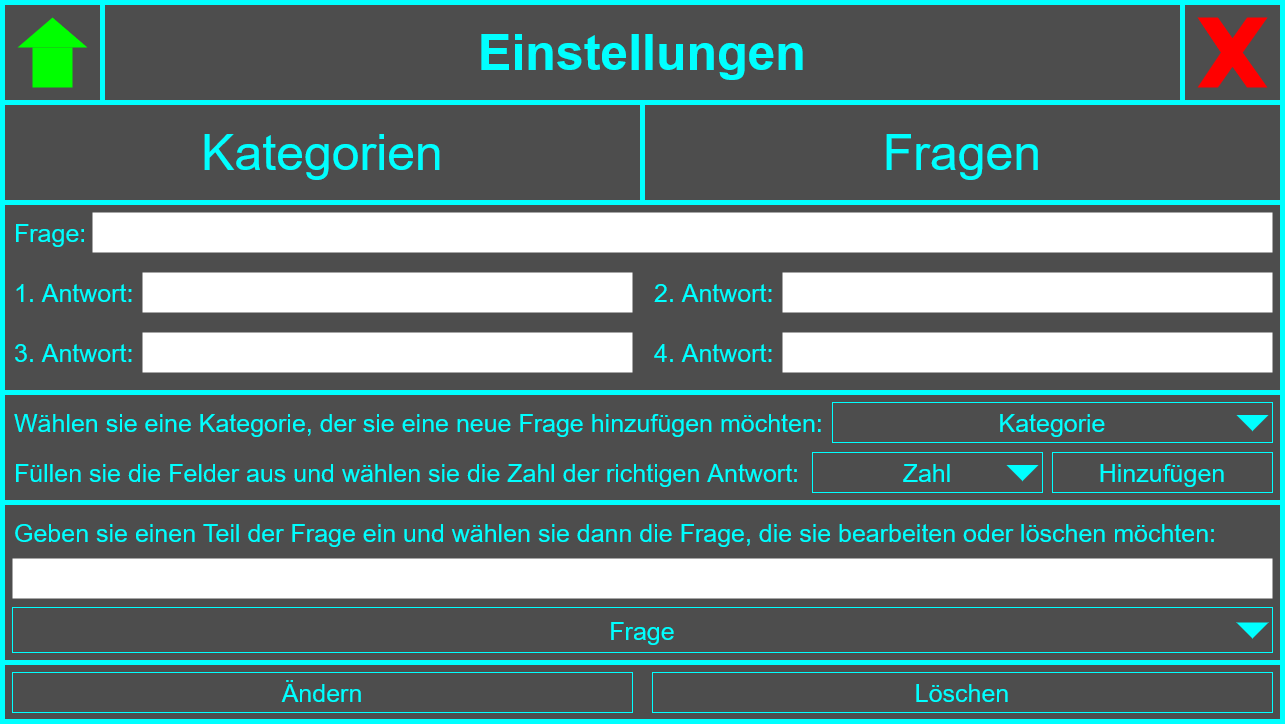 Einstellungen
Kategorien
Fragen
Frage:
1. Antwort:
2. Antwort:
3. Antwort:
4. Antwort:
Wählen sie eine Kategorie, der sie eine neue Frage hinzufügen möchten:
Kategorie
Füllen sie die Felder aus und wählen sie die Zahl der richtigen Antwort:
Zahl
Hinzufügen
Geben sie einen Teil der Frage ein und wählen sie dann die Frage, die sie bearbeiten oder löschen möchten:
Frage
Ändern
Löschen